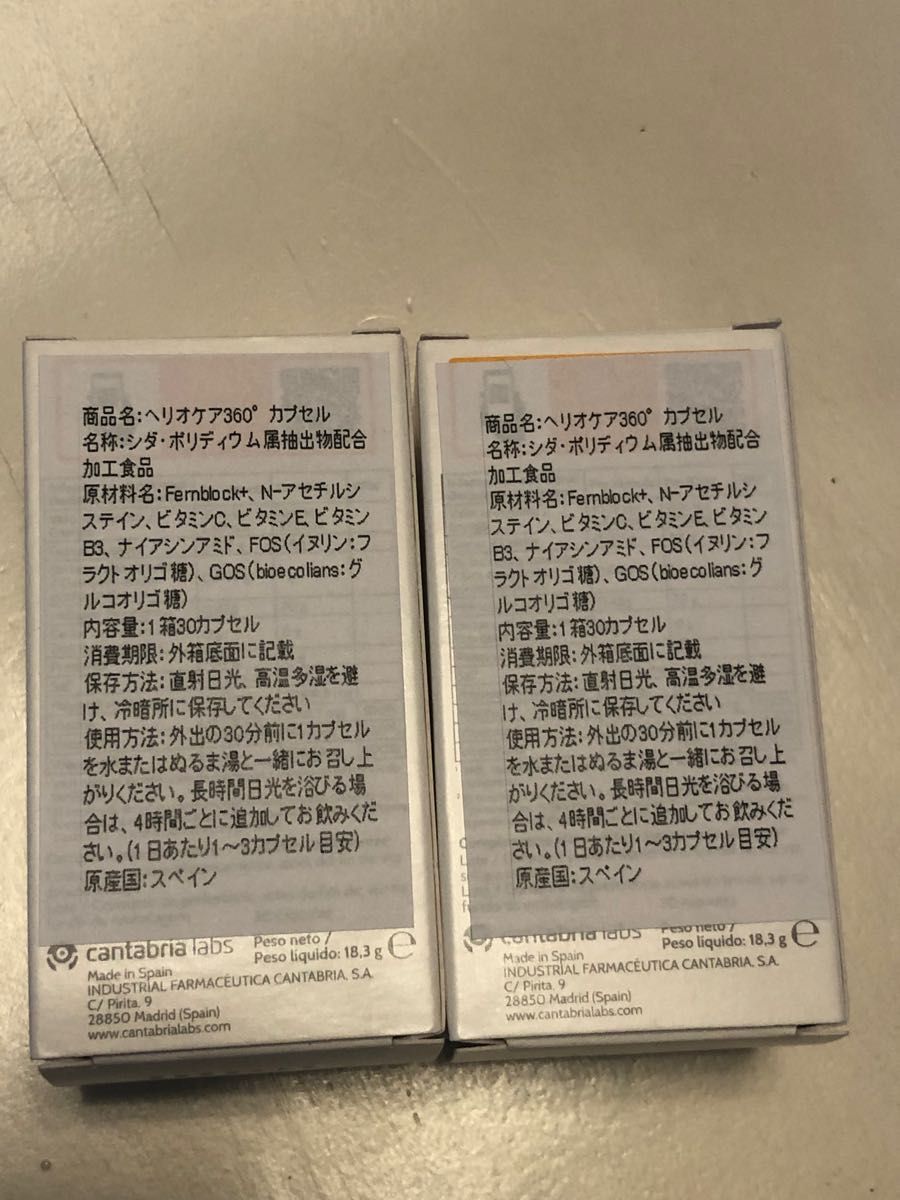 商品名:ヘリオケア360° カプセル
名称:シダ・ポリディウム属抽出物配合
加工食品
原材料名:Fernblock+、N-アセチルシ
ステイン、ビタミンC、ビタミンE、ビタミン
B3、ナイアシンアミド、FOS(イヌリン:フ
ラクトオリゴ糖)、GOS(bioecolians:グ
ルコオリゴ糖)
内容量:1箱30カプセル
消費期限:外箱底面に記載
保存方法:直射日光、高温多湿を避
け、冷暗所に保存してください
使用方法:外出の30分前に1カプセル
を水またはぬるま湯と一緒にお召し上
がりください。長時間日光を浴びる場
合は、4時間ごとに追加してお飲みくだ
さい。(1日あたり1～3カプセル目安)
原産国:スペイン
cantabria labs
Peso neto /
Peso líquido: 18,3 g e
Made in Spain
INDUSTRIAL FARMACÉUTICA CANTABRIA, S.A.
C/ Pirita, 9
28850 Madrid (Spain)
www.cantabrialabs.com
商品名:ヘリオケア360° カプセル
名称:シダ・ポリディウム属抽出物配合
加工食品
原材料名:Fernblock+、N-アセチルシ
ステイン、ビタミンC、ビタミンE、ビタミン
B3、ナイアシンアミド、FOS(イヌリン:フ
ラクトオリゴ糖)、GOS(bioecolians:グ
ルコオリゴ糖)
内容量:1箱30カプセル
消費期限:外箱底面に記載
保存方法:直射日光、高温多湿を避
け、冷暗所に保存してください
使用方法:外出の30分前に1カプセル
を水またはぬるま湯と一緒にお召し上
がりください。長時間日光を浴びる場
合は、4時間ごとに追加してお飲みくだ
さい。(1日あたり1～3カプセル目安)
原産国:スペイン
cantabria labs
Peso neto /
Peso líquido: 18,3 g e
Made in Spain
INDUSTRIAL FARMACÉUTICA CANTABRIA, S.A.
C/ Pirita, 9
28850 Madrid (Spain)
www.cantabrialabs.com